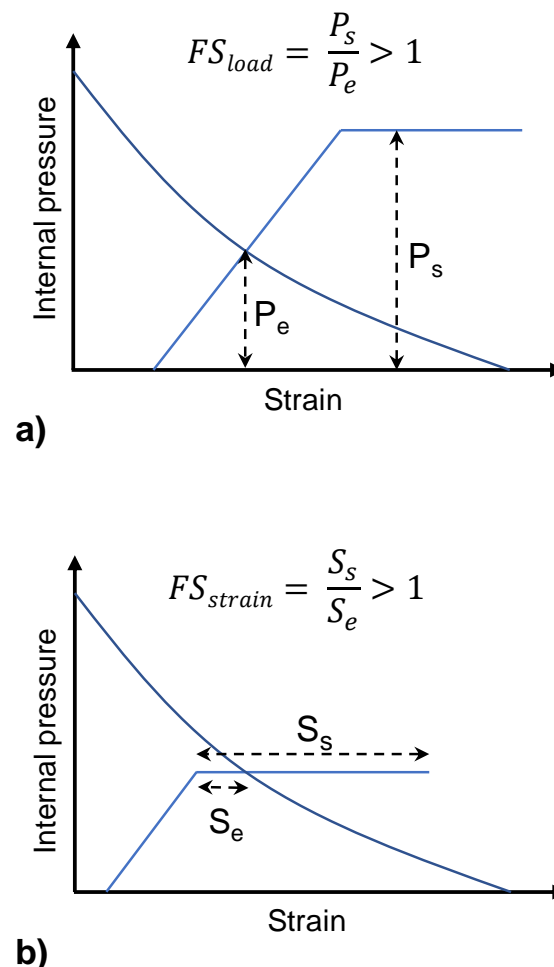 FS_load = P_s / P_e > 1
Internal pressure
P_s
P_e
Strain
a)
FS_strain = S_s / S_e > 1
Internal pressure
S_s
S_e
Strain
b)